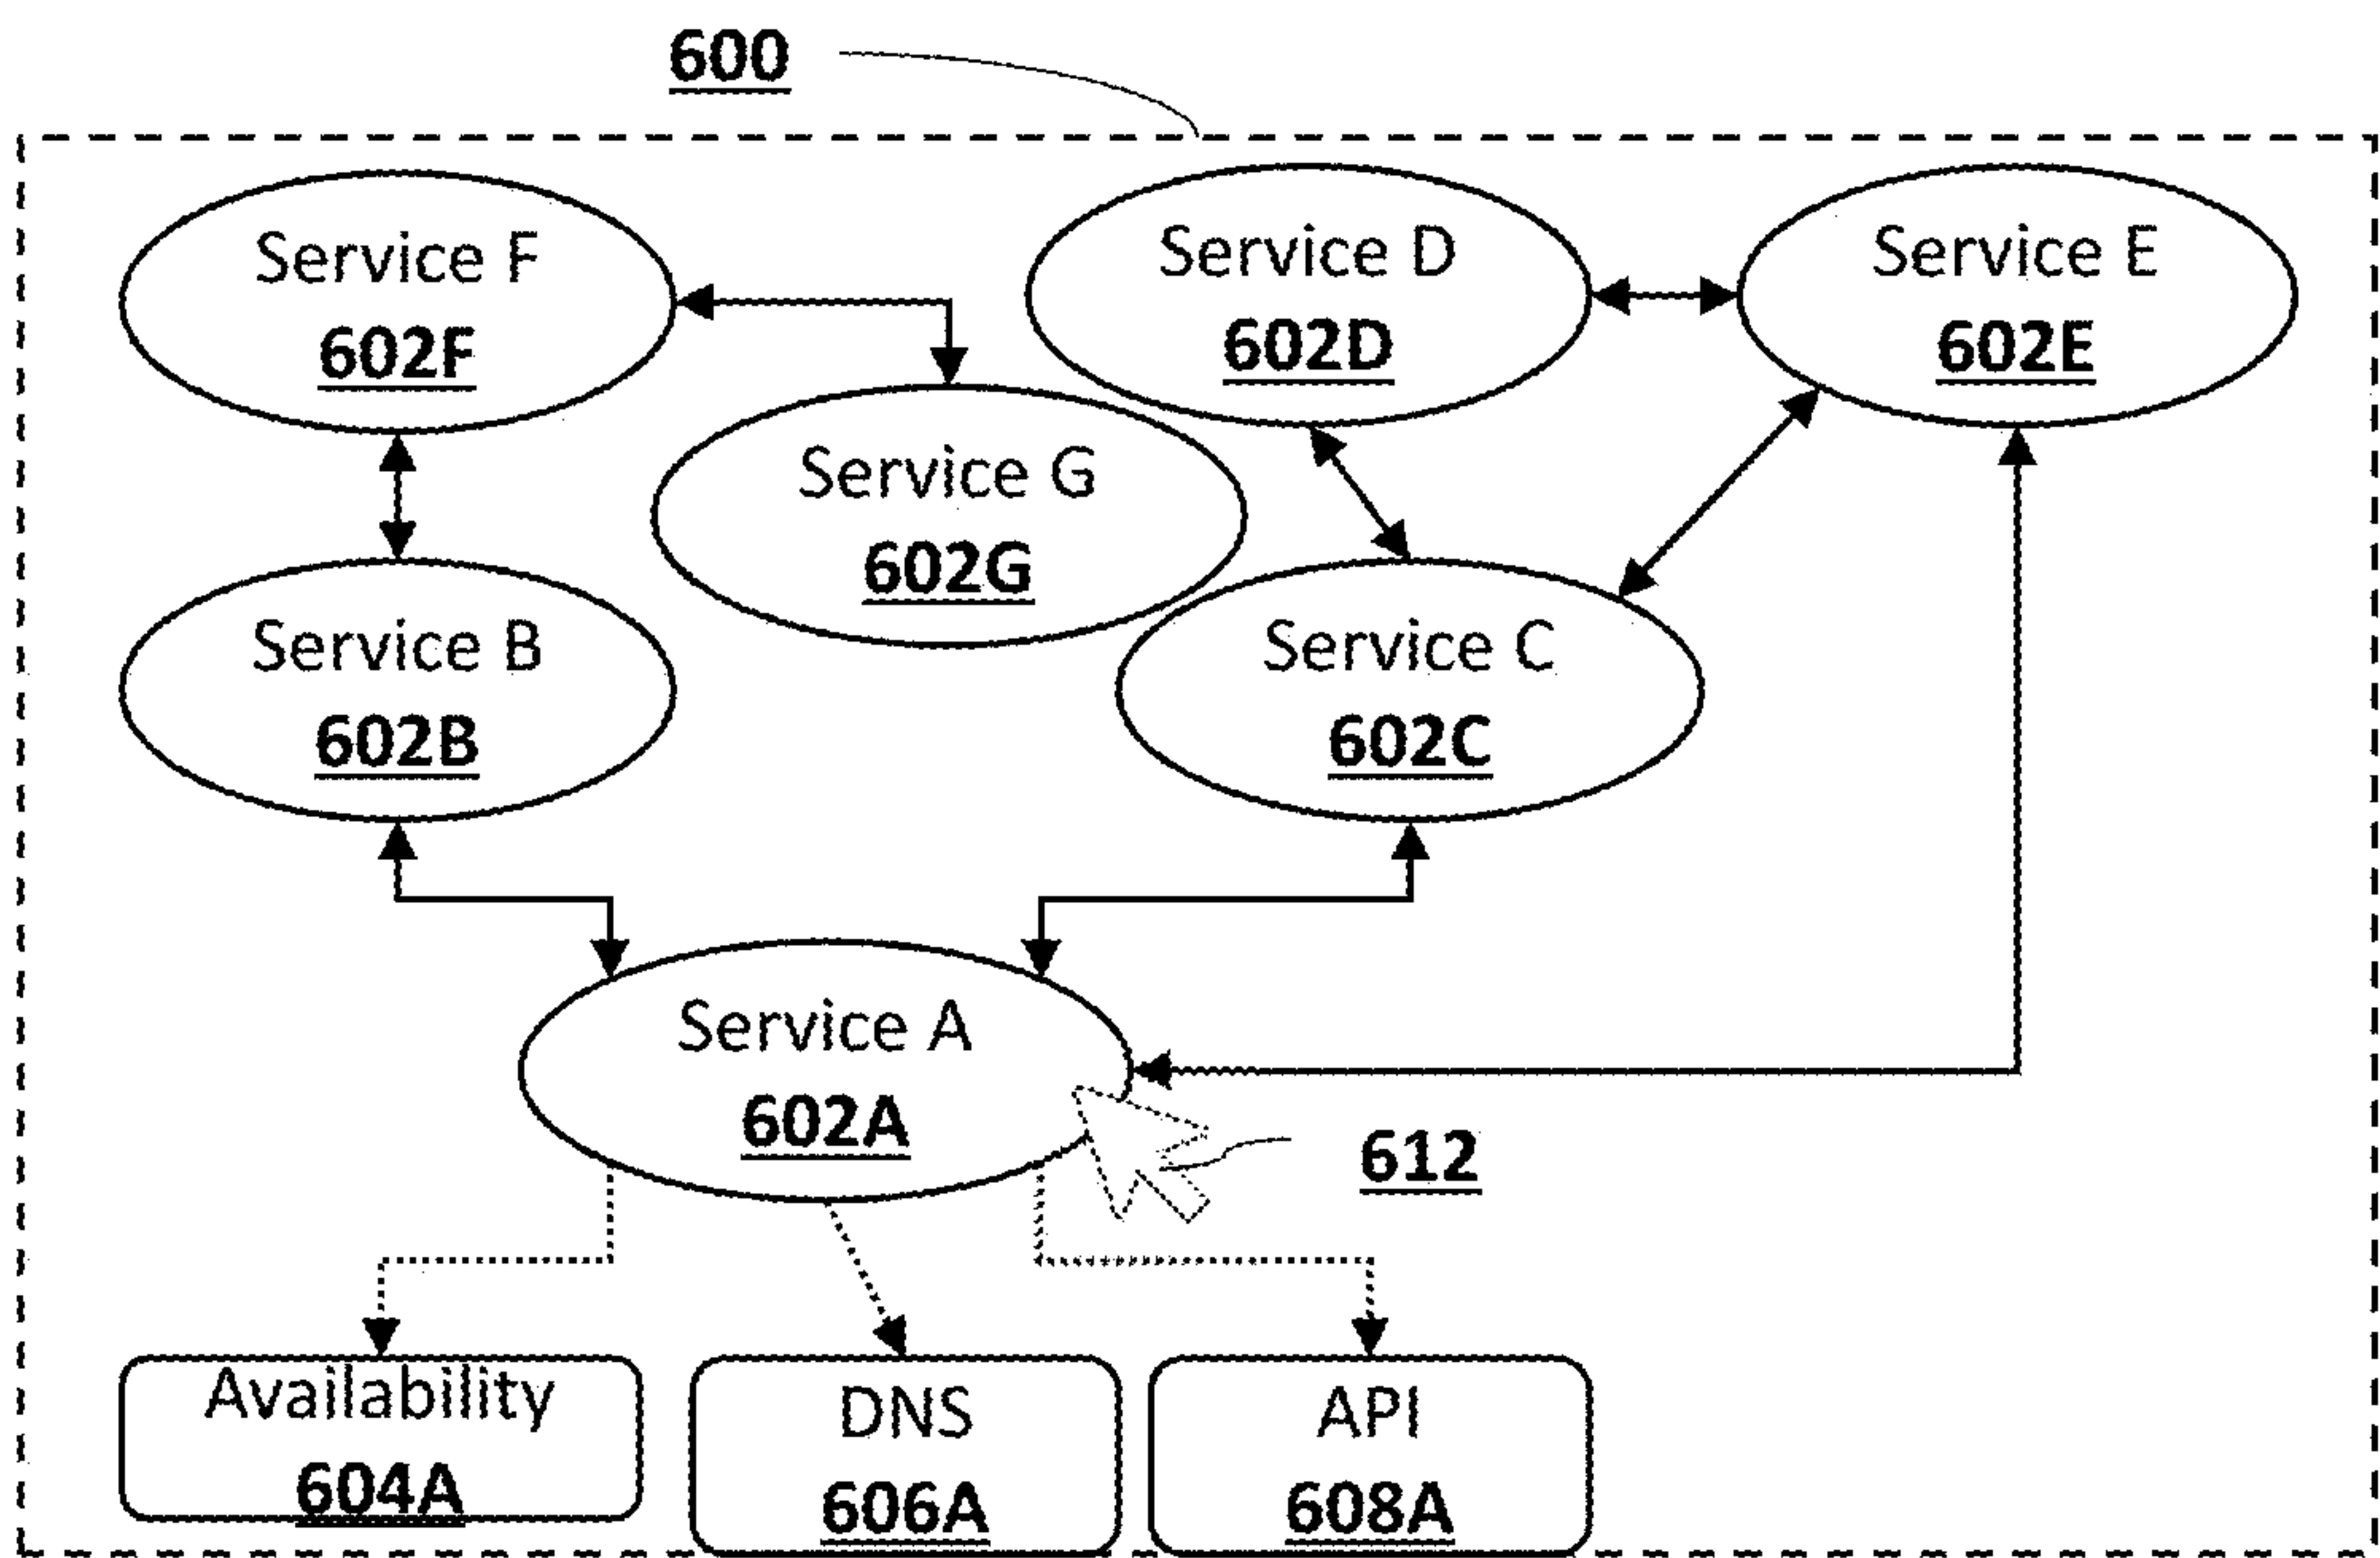 600
Service F
602F
Service D
602D
Service E
602E
Service G
602G
Service B
602B
Service C
602C
Service A
602A
612
Availability
604A
DNS
606A
API
608A